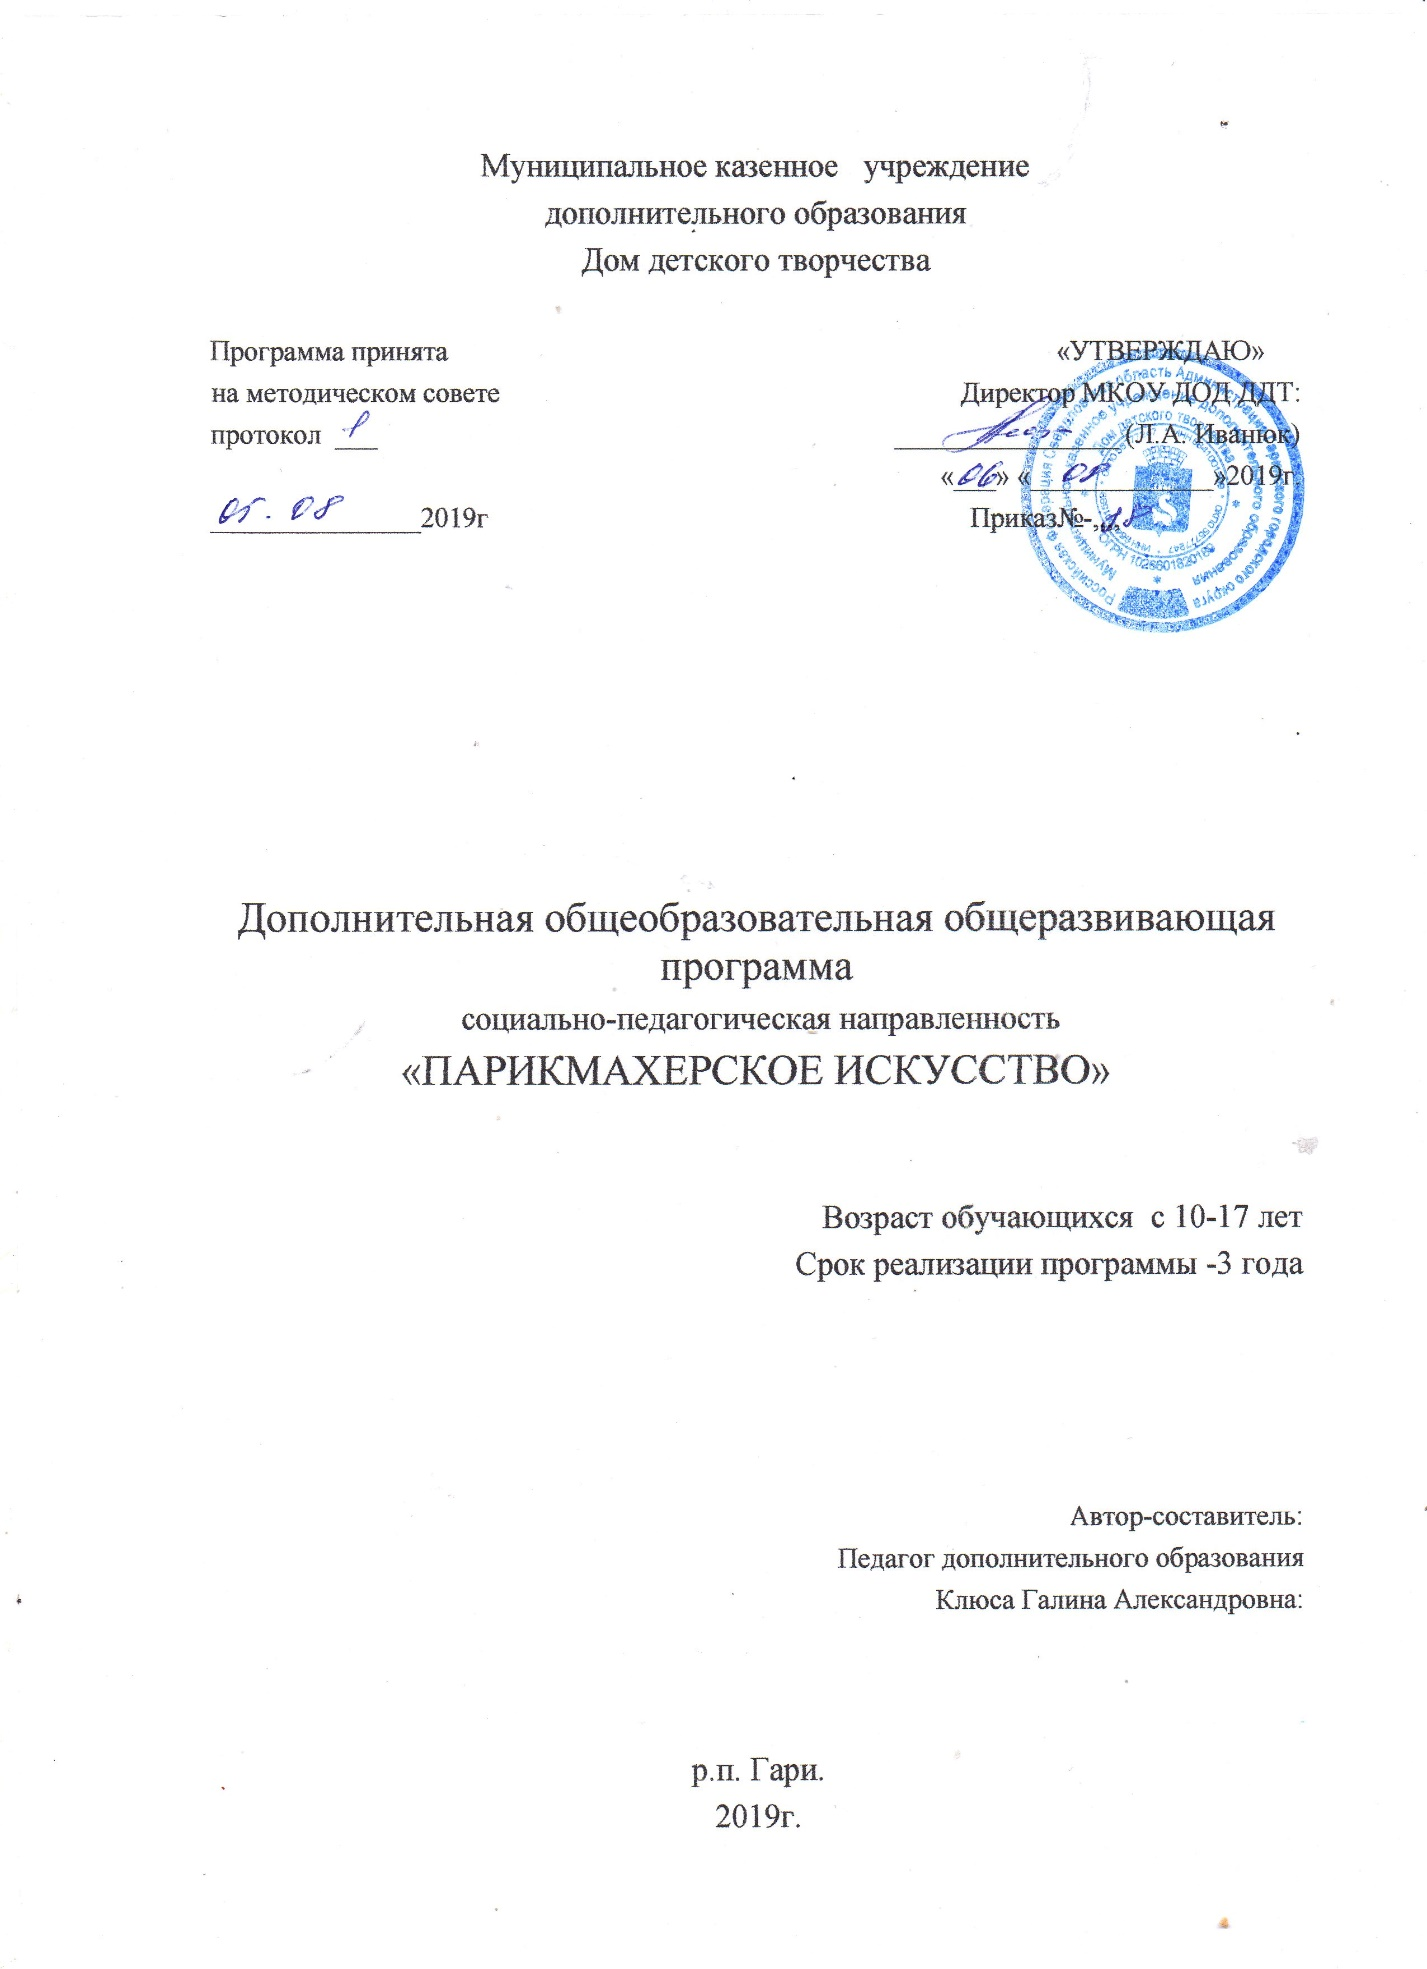 Муниципальное казенное учреждение
дополнительного образования
Дом детского творчества
Программа принята
на методическом совете
протокол 1
05.08 2019г
«УТВЕРЖДАЮ»
Директор МКОУ ДОД ДДТ:
(Л.А. Иванюк)
«06» «08»2019г
Приказ№-
Дополнительная общеобразовательная общеразвивающая
программа
социально-педагогическая направленность
«ПАРИКМАХЕРСКОЕ ИСКУССТВО»
Возраст обучающихся с 10-17 лет
Срок реализации программы -3 года
Автор-составитель:
Педагог дополнительного образования
Клюса Галина Александровна:
р.п. Гари.
2019г.